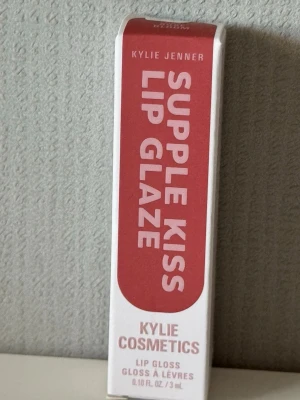 KYLIE JENNER
SUPPLE KISS
LIP GLAZE
KYLIE
COSMETICS
LIP GLOSS
GLOSS À LÈVRES
0.10 FL. OZ. / 3 mL